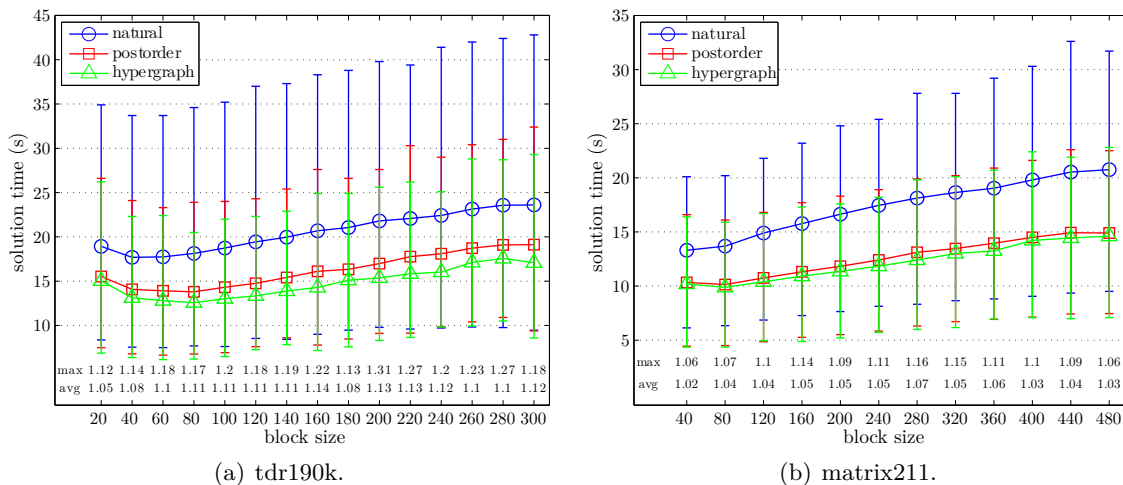 45
40
35
30
25
20
15
10
solution time (s)
natural
postorder
hypergraph
max 1.12 1.14 1.18 1.17 1.2 1.18 1.19 1.22 1.13 1.31 1.27 1.2 1.23 1.27 1.18
avg 1.05 1.08 1.1 1.11 1.11 1.11 1.11 1.14 1.08 1.13 1.13 1.12 1.1 1.1 1.12
20 40 60 80 100 120 140 160 180 200 220 240 260 280 300
block size
(a) tdr190k.
35
30
25
20
15
10
5
solution time (s)
natural
postorder
hypergraph
max 1.06 1.07 1.1 1.14 1.09 1.11 1.16 1.15 1.11 1.1 1.09 1.06
avg 1.02 1.04 1.04 1.05 1.05 1.05 1.07 1.05 1.06 1.03 1.04 1.03
40 80 120 160 200 240 280 320 360 400 440 480
block size
(b) matrix211.